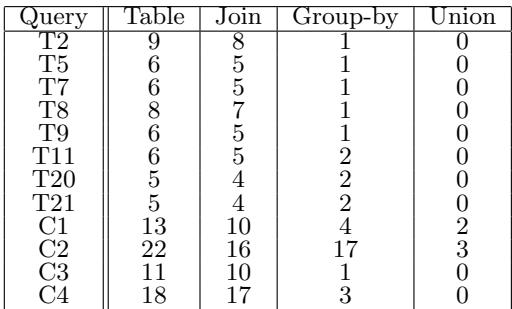 Query Table Join Group-by Union
T2 9 8 1 0
T5 6 5 1 0
T7 6 5 1 0
T8 8 7 1 0
T9 6 5 1 0
T11 6 5 2 0
T20 5 4 2 0
T21 5 4 2 0
C1 13 10 4 2
C2 22 16 17 3
C3 11 10 1 0
C4 18 17 3 0